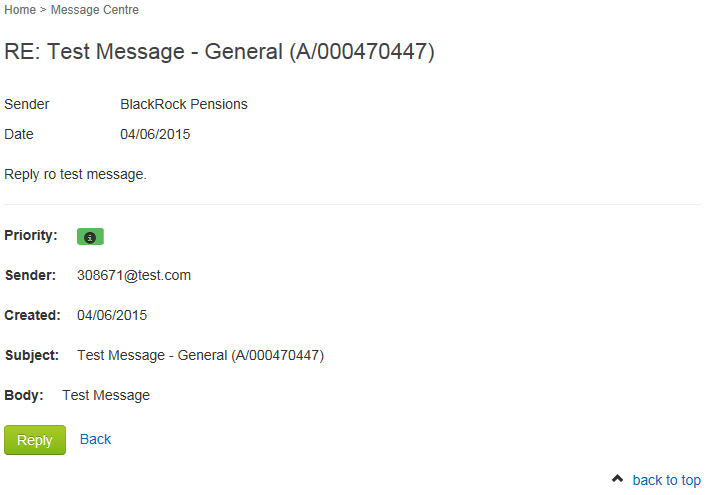 Home > Message Centre
RE: Test Message - General (A/000470447)
Sender BlackRock Pensions
Date 04/06/2015
Reply ro test message.
Priority: i
Sender: 308671@test.com
Created: 04/06/2015
Subject: Test Message - General (A/000470447)
Body: Test Message
Reply Back
back to top